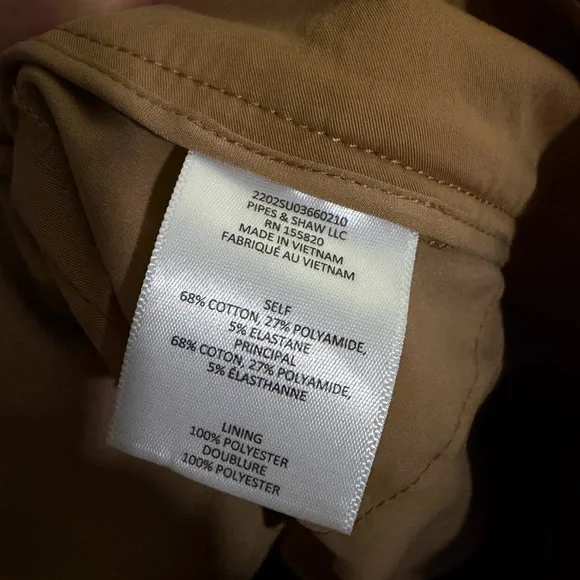 2202SU03660210
PIPES & SHAW LLC
RN 155820
MADE IN VIETNAM
FABRIQUÉ AU VIETNAM
SELF
68% COTTON, 27% POLYAMIDE,
5% ELASTANE
PRINCIPAL
68% COTON, 27% POLYAMIDE,
5% ÉLASTHANNE
LINING
100% POLYESTER
DOUBLURE
100% POLYESTER